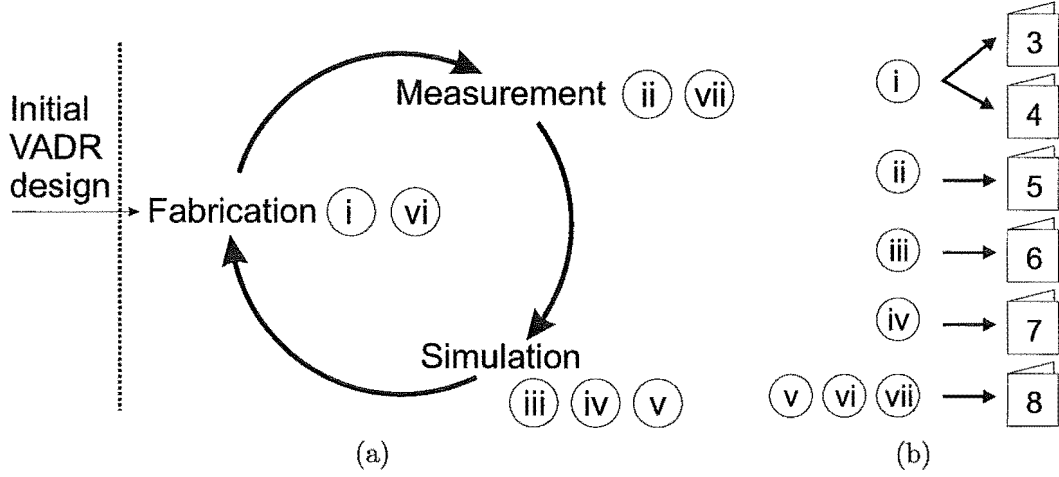 Initial
VADR
design
Measurement ii vii
Fabrication i vi
Simulation
iii iv v
(a)
i 3
4
ii 5
iii 6
iv 7
v vi vii 8
(b)